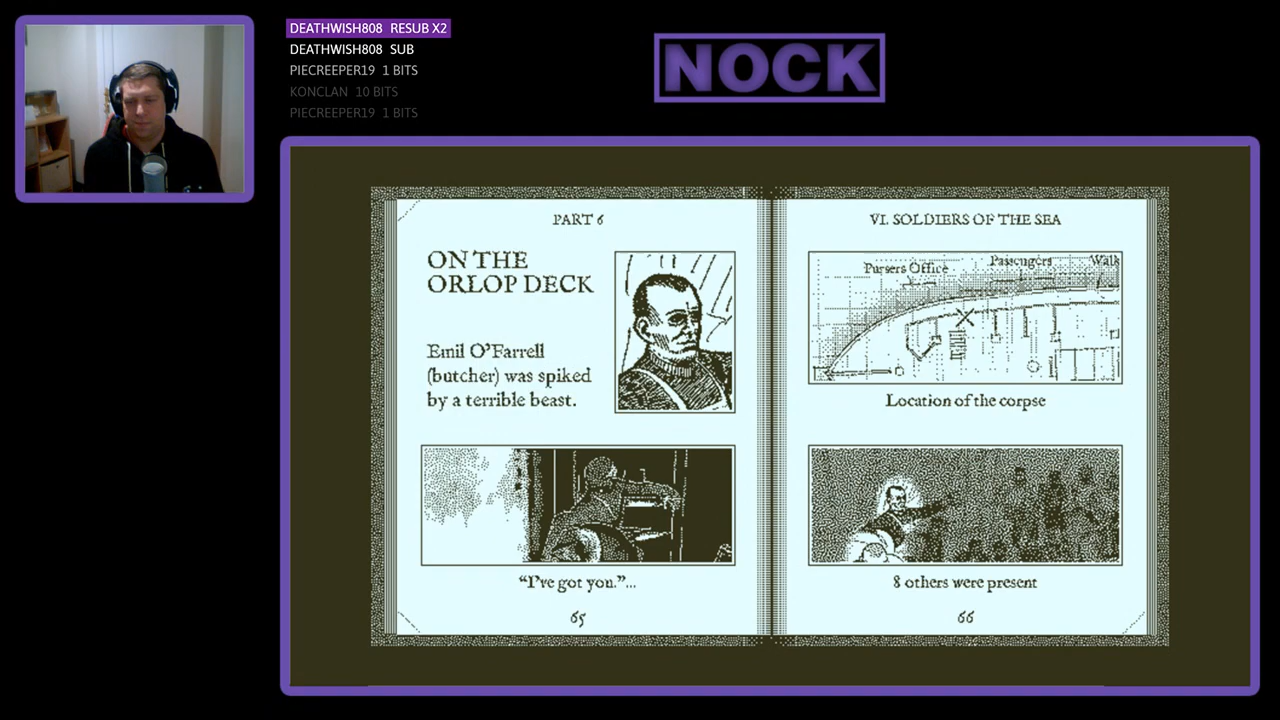 DEATHWISH808 RESUB X2
DEATHWISH808 SUB
PIECREEPER19 1 BITS
KONCLAN 10 BITS
PIECREEPER19 1 BITS
NOCK
PART 6
ON THE
ORLOP DECK
Emil O'Farrell
(butcher) was spiked
by a terrible beast.
"I've got you."...
65
VI. SOLDIERS OF THE SEA
Pursers Office
Passengers
Walk
Location of the corpse
8 others were present
66